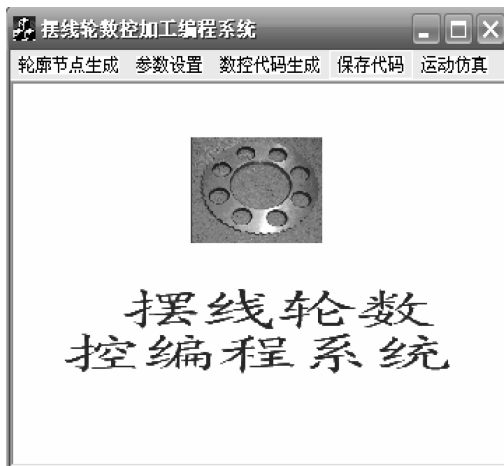 摆线轮数控加工编程系统
轮廓节点生成 参数设置 数控代码生成 保存代码 运动仿真
摆线轮数
控编程系统